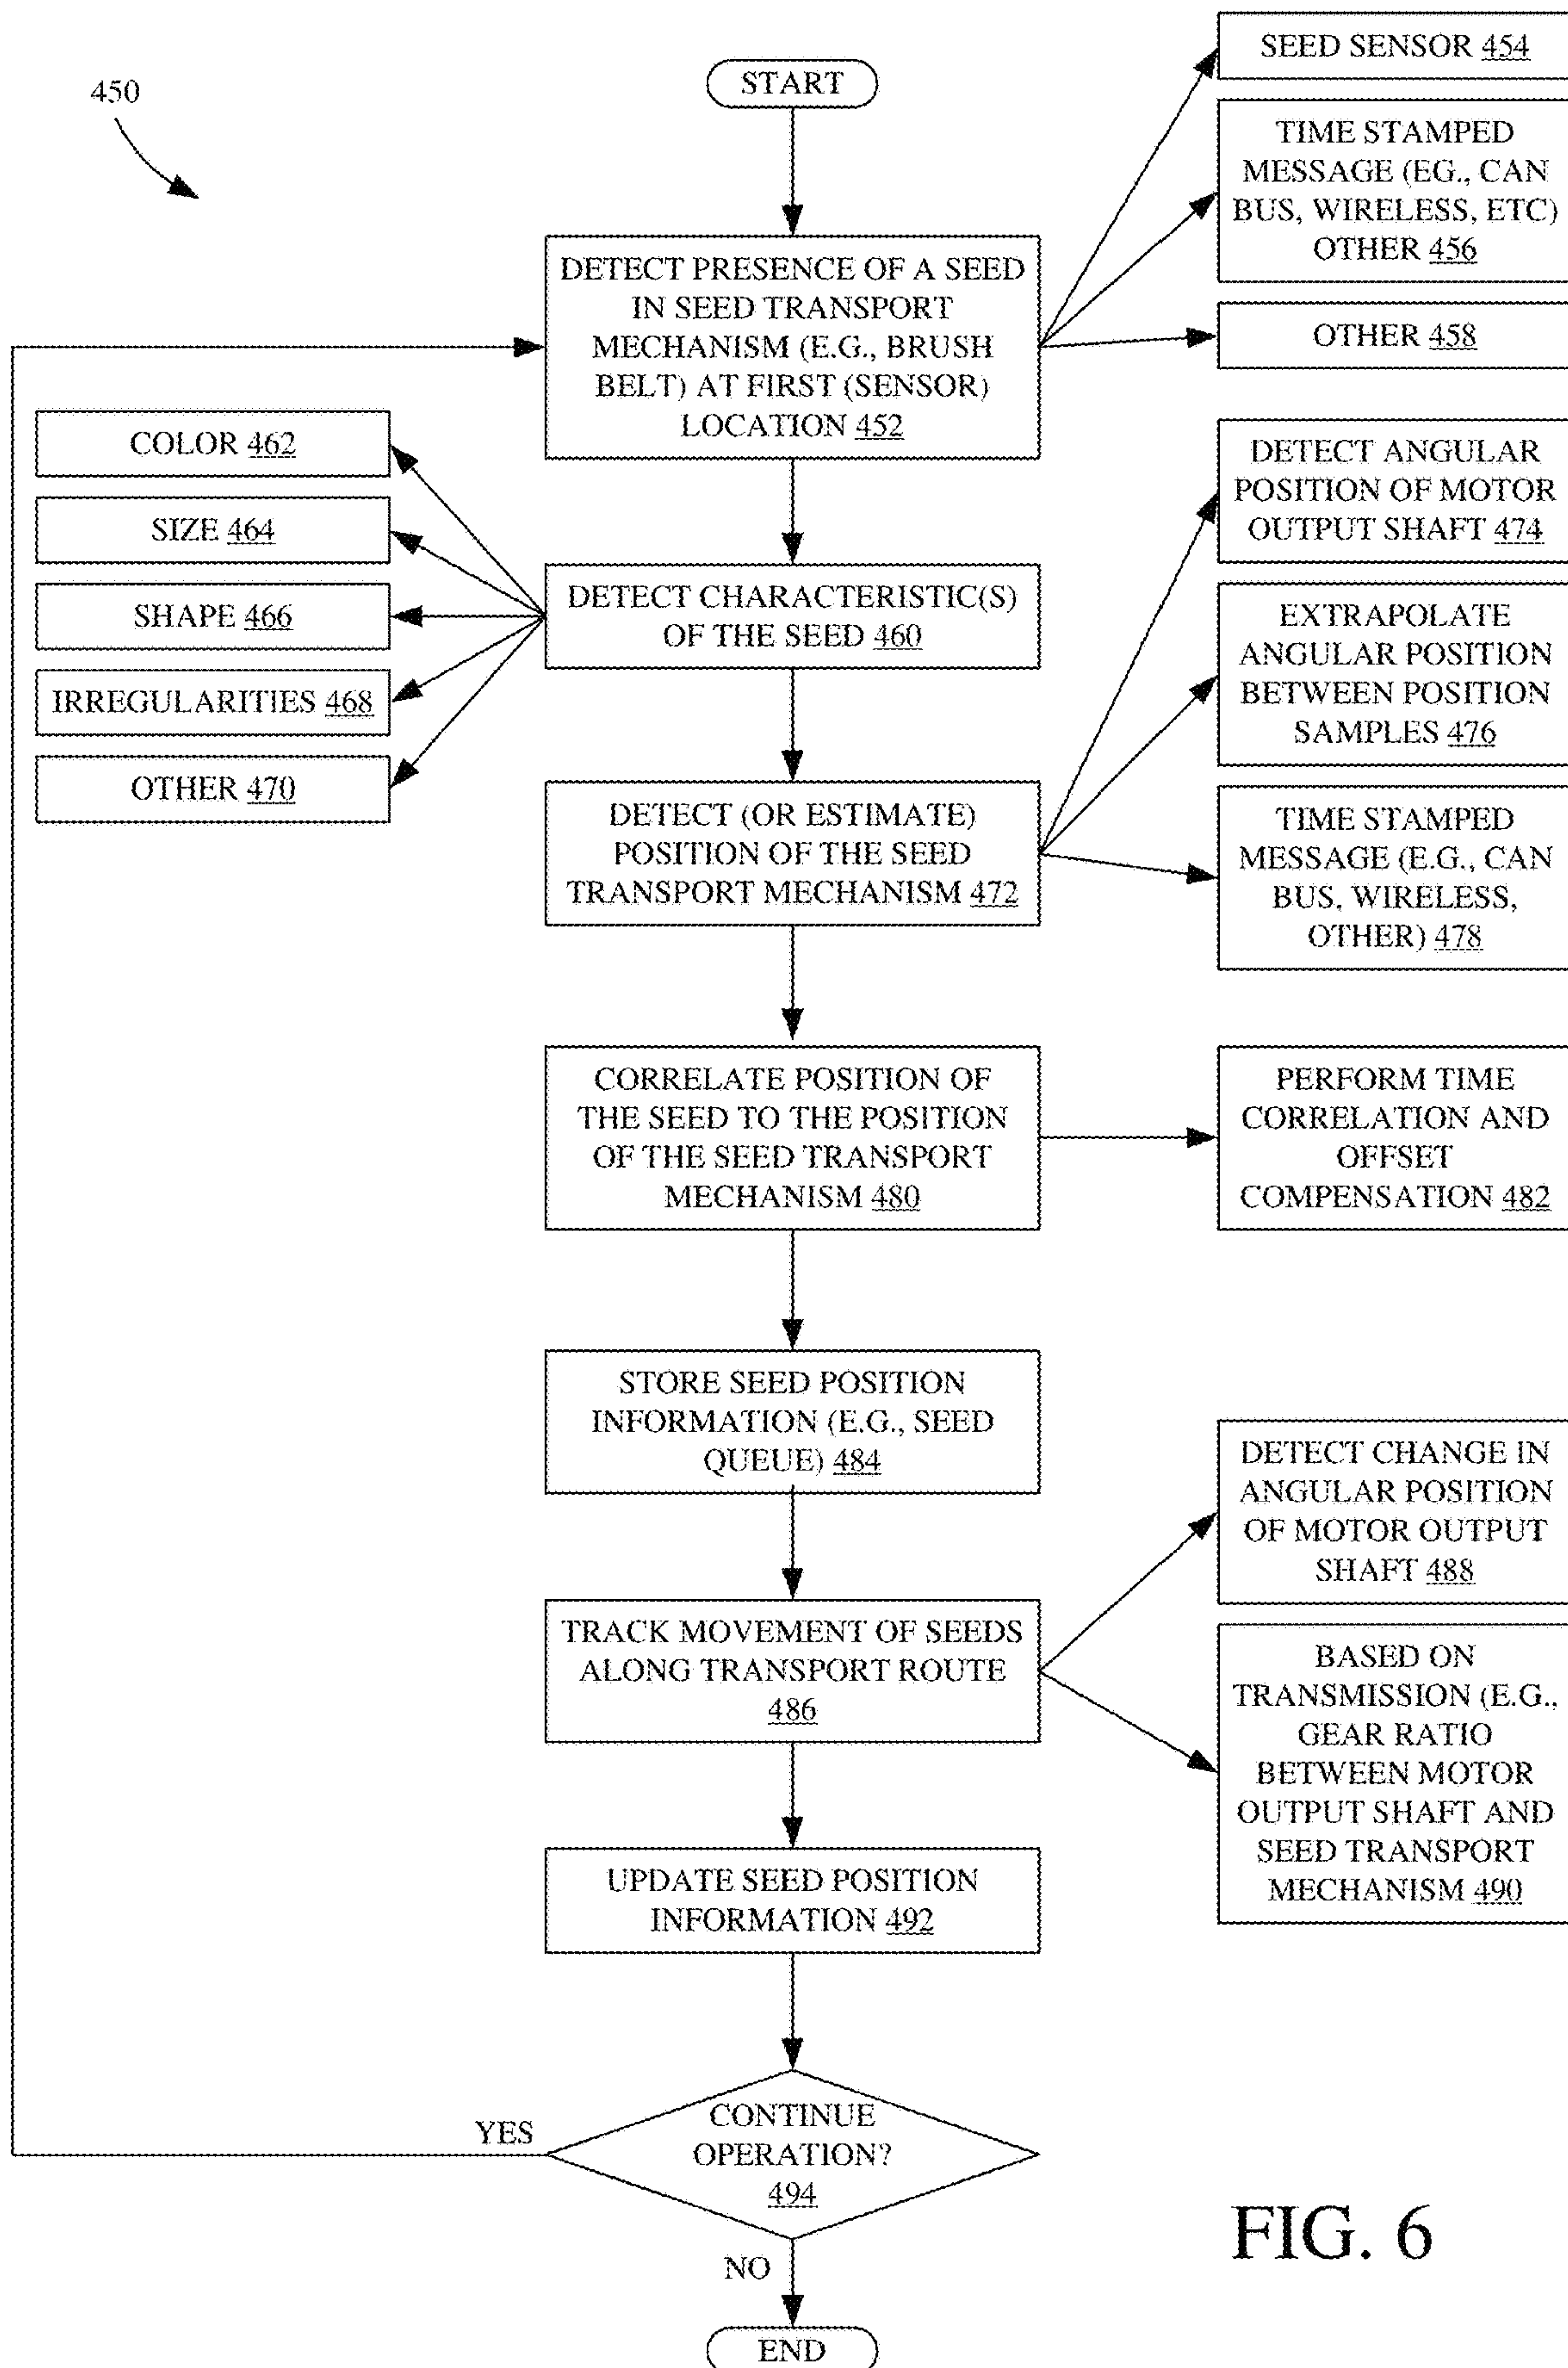 450
START
SEED SENSOR 454
TIME STAMPED
MESSAGE (EG., CAN
BUS, WIRELESS, ETC)
OTHER 456
OTHER 458
DETECT PRESENCE OF A SEED
IN SEED TRANSPORT
MECHANISM (E.G., BRUSH
BELT) AT FIRST (SENSOR)
LOCATION 452
COLOR 462
SIZE 464
SHAPE 466
IRREGULARITIES 468
OTHER 470
DETECT CHARACTERISTIC(S)
OF THE SEED 460
DETECT ANGULAR
POSITION OF MOTOR
OUTPUT SHAFT 474
EXTRAPOLATE
ANGULAR POSITION
BETWEEN POSITION
SAMPLES 476
TIME STAMPED
MESSAGE (E.G., CAN
BUS, WIRELESS,
OTHER) 478
DETECT (OR ESTIMATE)
POSITION OF THE SEED
TRANSPORT MECHANISM 472
CORRELATE POSITION OF
THE SEED TO THE POSITION
OF THE SEED TRANSPORT
MECHANISM 480
PERFORM TIME
CORRELATION AND
OFFSET
COMPENSATION 482
STORE SEED POSITION
INFORMATION (E.G., SEED
QUEUE) 484
DETECT CHANGE IN
ANGULAR POSITION
OF MOTOR OUTPUT
SHAFT 488
TRACK MOVEMENT OF SEEDS
ALONG TRANSPORT ROUTE
486
BASED ON
TRANSMISSION (E.G.,
GEAR RATIO
BETWEEN MOTOR
OUTPUT SHAFT AND
SEED TRANSPORT
MECHANISM 490
UPDATE SEED POSITION
INFORMATION 492
YES
CONTINUE
OPERATION?
494
NO
END
FIG. 6